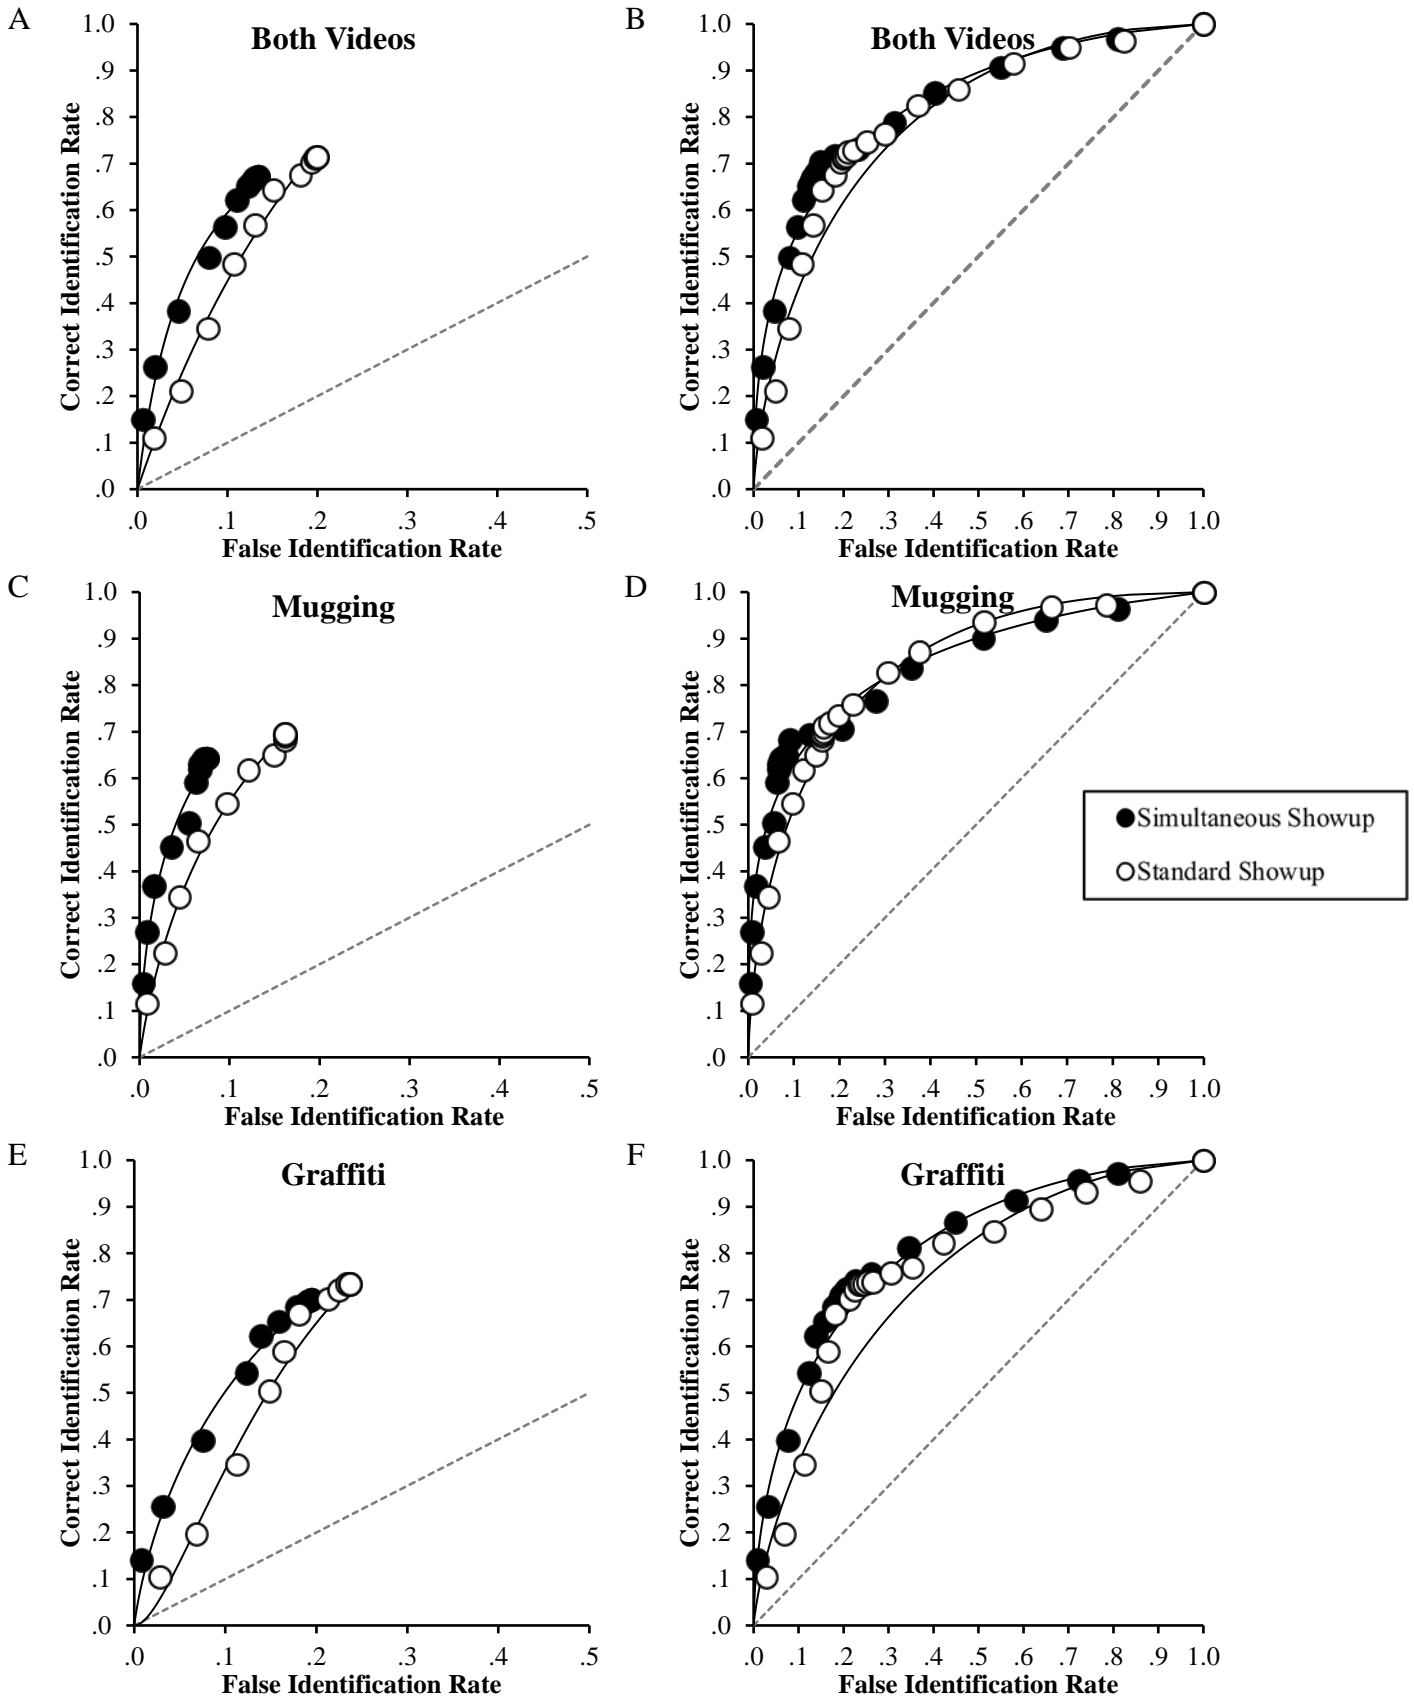 A
Both Videos
Correct Identification Rate
1.0
.9
.8
.7
.6
.5
.4
.3
.2
.1
.0
.0 .1 .2 .3 .4 .5
False Identification Rate
B
Both Videos
Correct Identification Rate
1.0
.9
.8
.7
.6
.5
.4
.3
.2
.1
.0
.0 .1 .2 .3 .4 .5 .6 .7 .8 .9 1.0
False Identification Rate
C
Mugging
Correct Identification Rate
1.0
.9
.8
.7
.6
.5
.4
.3
.2
.1
.0
.0 .1 .2 .3 .4 .5
False Identification Rate
D
Mugging
Correct Identification Rate
1.0
.9
.8
.7
.6
.5
.4
.3
.2
.1
.0
.0 .1 .2 .3 .4 .5 .6 .7 .8 .9 1.0
False Identification Rate
Simultaneous Showup
Standard Showup
E
Graffiti
Correct Identification Rate
1.0
.9
.8
.7
.6
.5
.4
.3
.2
.1
.0
.0 .1 .2 .3 .4 .5
False Identification Rate
F
Graffiti
Correct Identification Rate
1.0
.9
.8
.7
.6
.5
.4
.3
.2
.1
.0
.0 .1 .2 .3 .4 .5 .6 .7 .8 .9 1.0
False Identification Rate